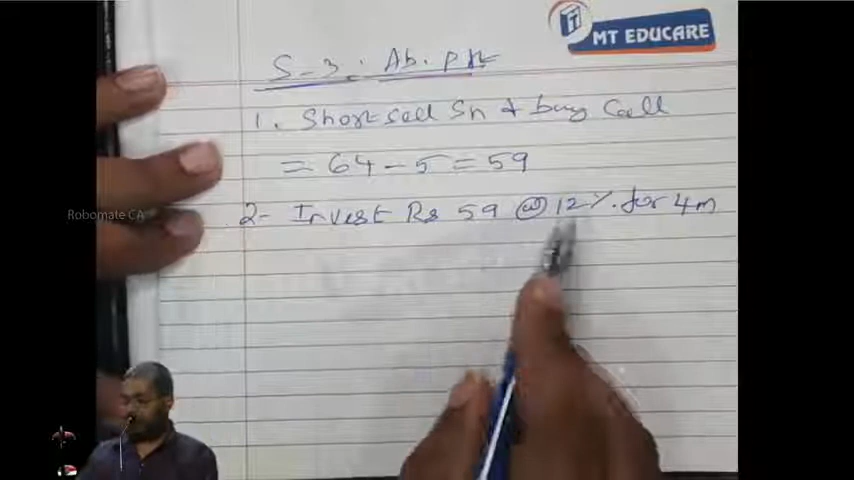 MT EDUCARE
S-3: Ab. pft
1. Short sell Sh & buy Call
= 64 - 5 = 59
Robomate CA
2- Invest Rs 59 @ 12%. for 4m